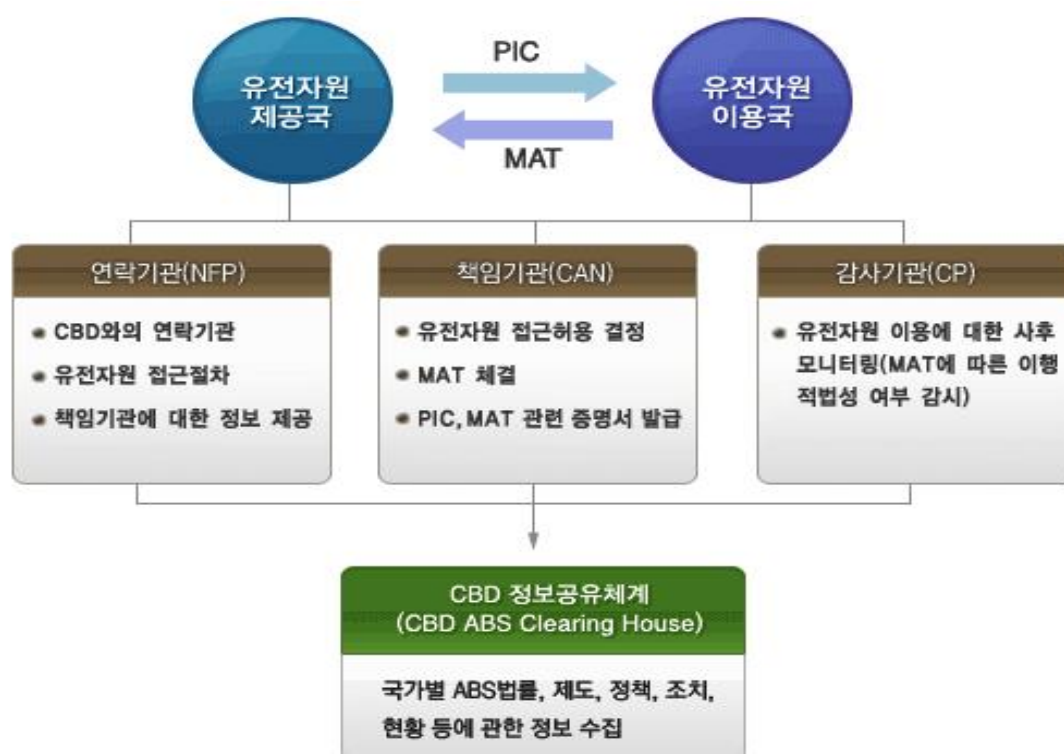 유전자원
제공국
PIC
MAT
유전자원
이용국
연락기관(NFP)
CBD와의 연락기관
유전자원 접근절차
책임기관에 대한 정보 제공
책임기관(CAN)
유전자원 접근허용 결정
MAT 체결
PIC, MAT 관련 증명서 발급
감사기관(CP)
유전자원 이용에 대한 사후
모니터링(MAT에 따른 이행
적법성 여부 감시)
CBD 정보공유체계
(CBD ABS Clearing House)
국가별 ABS법률, 제도, 정책, 조치,
현황 등에 관한 정보 수집